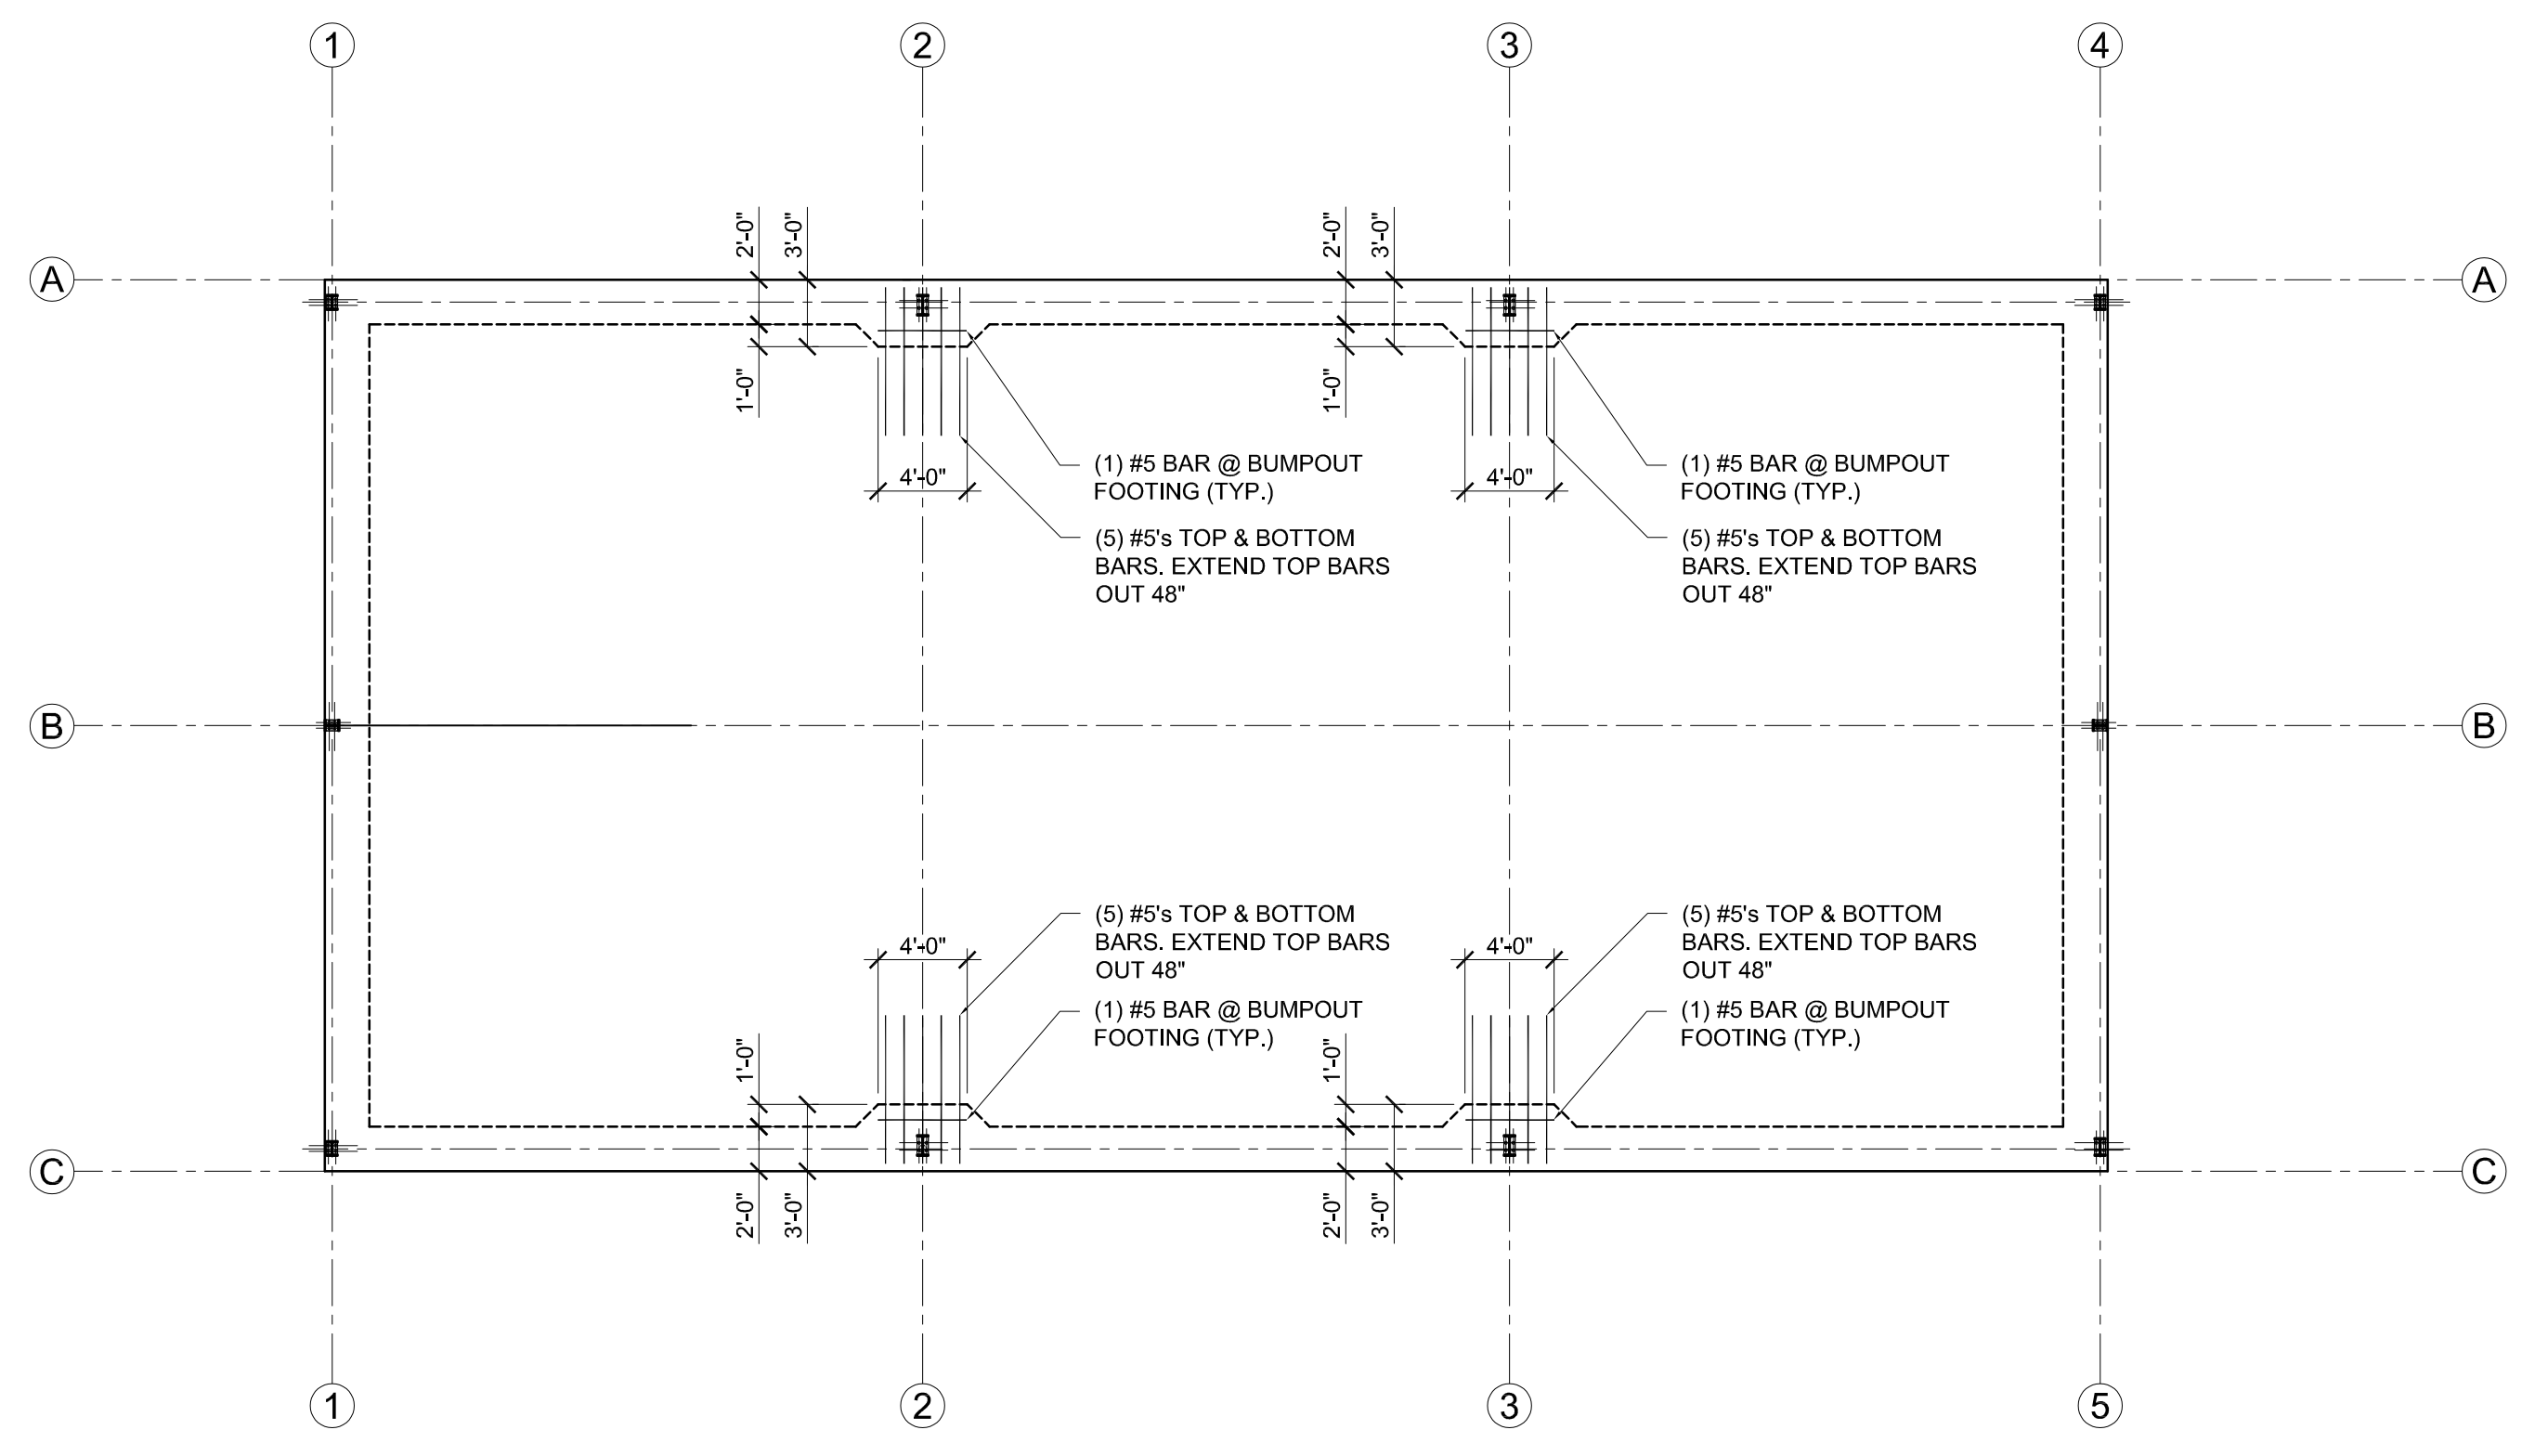 1 2 3 4
2'-0" 3'-0" 2'-0" 3'-0"
A A
1'-0" 1'-0"
4'-0" 4'-0"
(1) #5 BAR @ BUMPOUT
FOOTING (TYP.)
(1) #5 BAR @ BUMPOUT
FOOTING (TYP.)
(5) #5's TOP & BOTTOM
BARS. EXTEND TOP BARS
OUT 48"
(5) #5's TOP & BOTTOM
BARS. EXTEND TOP BARS
OUT 48"
B B
4'-0" 4'-0"
(5) #5's TOP & BOTTOM
BARS. EXTEND TOP BARS
OUT 48"
(5) #5's TOP & BOTTOM
BARS. EXTEND TOP BARS
OUT 48"
(1) #5 BAR @ BUMPOUT
FOOTING (TYP.)
(1) #5 BAR @ BUMPOUT
FOOTING (TYP.)
1'-0" 1'-0"
C C
2'-0" 3'-0" 2'-0" 3'-0"
1 2 3 5